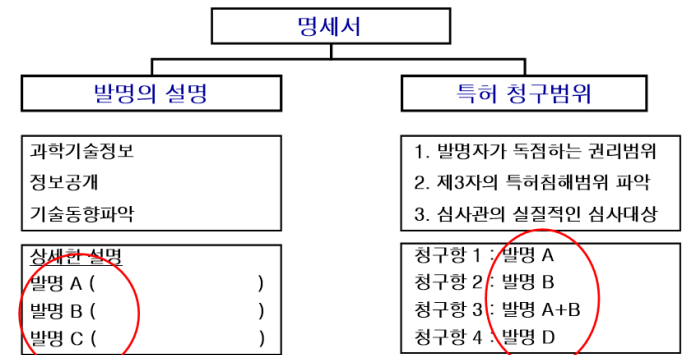 명세서
발명의 설명
특허 청구범위
과학기술정보
정보공개
기술동향파악
1. 발명자가 독점하는 권리범위
2. 제3자의 특허침해범위 파악
3. 심사관의 실질적인 심사대상
상세한 설명
발명 A ( )
발명 B ( )
발명 C ( )
청구항 1 : 발명 A
청구항 2 : 발명 B
청구항 3 : 발명 A+B
청구항 4 : 발명 D